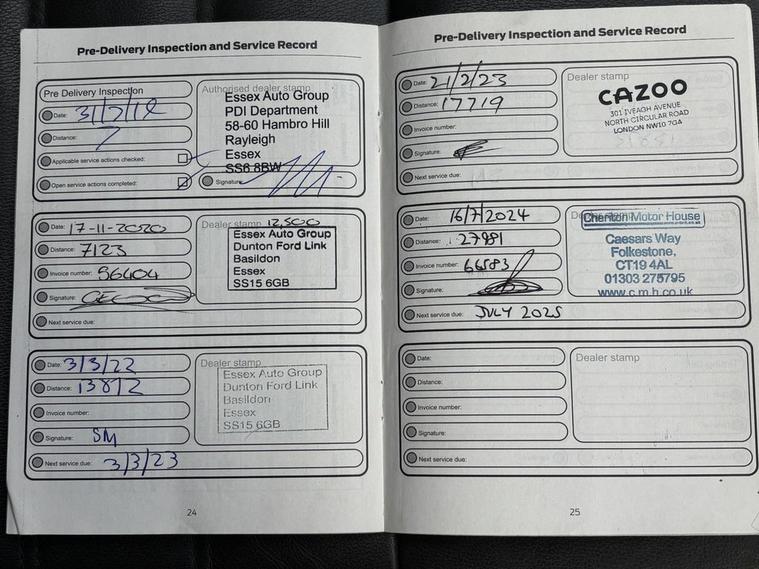 Pre-Delivery Inspection and Service Record
Pre Delivery Inspection
Date: 31/7/18
Distance: 7
Applicable service actions checked:
Open service actions completed:
Authorised dealer stamp
Essex Auto Group
PDI Department
58-60 Hambro Hill
Rayleigh
Essex
SS6 8BW
Signature:
Date: 17-11-2020
Distance: 7123
Invoice number: 96404
Signature:
Next service due:
Dealer stamp 12,500
Essex Auto Group
Dunton Ford Link
Basildon
Essex
SS15 6GB
Date: 3/3/22
Distance: 13812
Invoice number:
Signature: SM
Next service due: 3/3/23
Dealer stamp
Essex Auto Group
Dunton Ford Link
Basildon
Essex
SS15 6GB
24
Pre-Delivery Inspection and Service Record
Date: 21/2/23
Distance: 17719
Invoice number:
Signature:
Next service due:
Dealer stamp
CAZOO
301 IVEAGH AVENUE
NORTH CIRCULAR ROAD
LONDON NW10 7GA
Date: 16/7/2024
Distance: 27981
Invoice number: 66583
Signature:
Next service due: JULY 2025
Cheriton Motor House
Caesars Way
Folkestone,
CT19 4AL
01303 275795
www.c.m.h.co.uk
Date:
Distance:
Invoice number:
Signature:
Next service due:
Dealer stamp
25